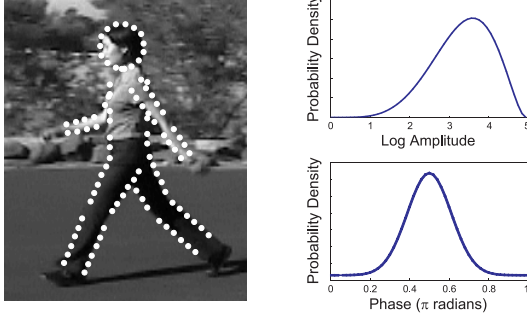 Probability Density
0 1 2 3 4 5
Log Amplitude
Probability Density
0 0.2 0.4 0.6 0.8 1
Phase (π radians)